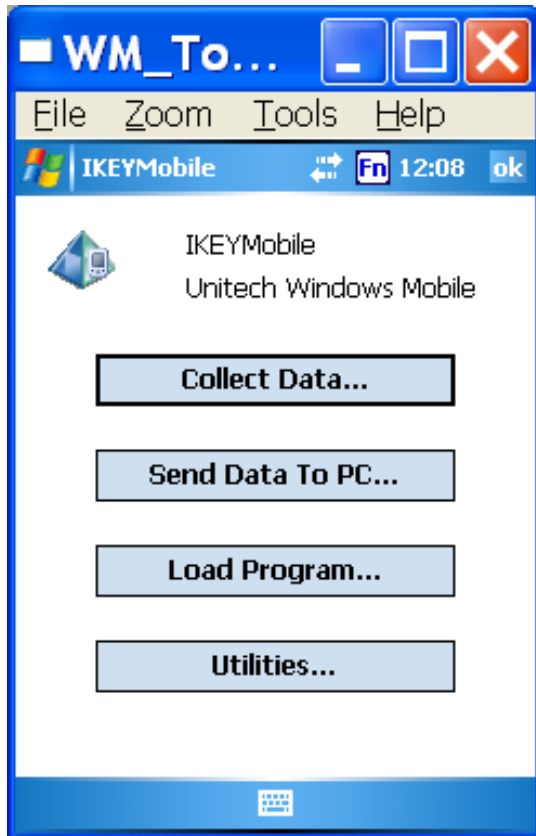 WM_To...
File Zoom Tools Help
IKEYMobile Fn 12:08 ok
IKEYMobile
Unitech Windows Mobile
Collect Data...
Send Data To PC...
Load Program...
Utilities...